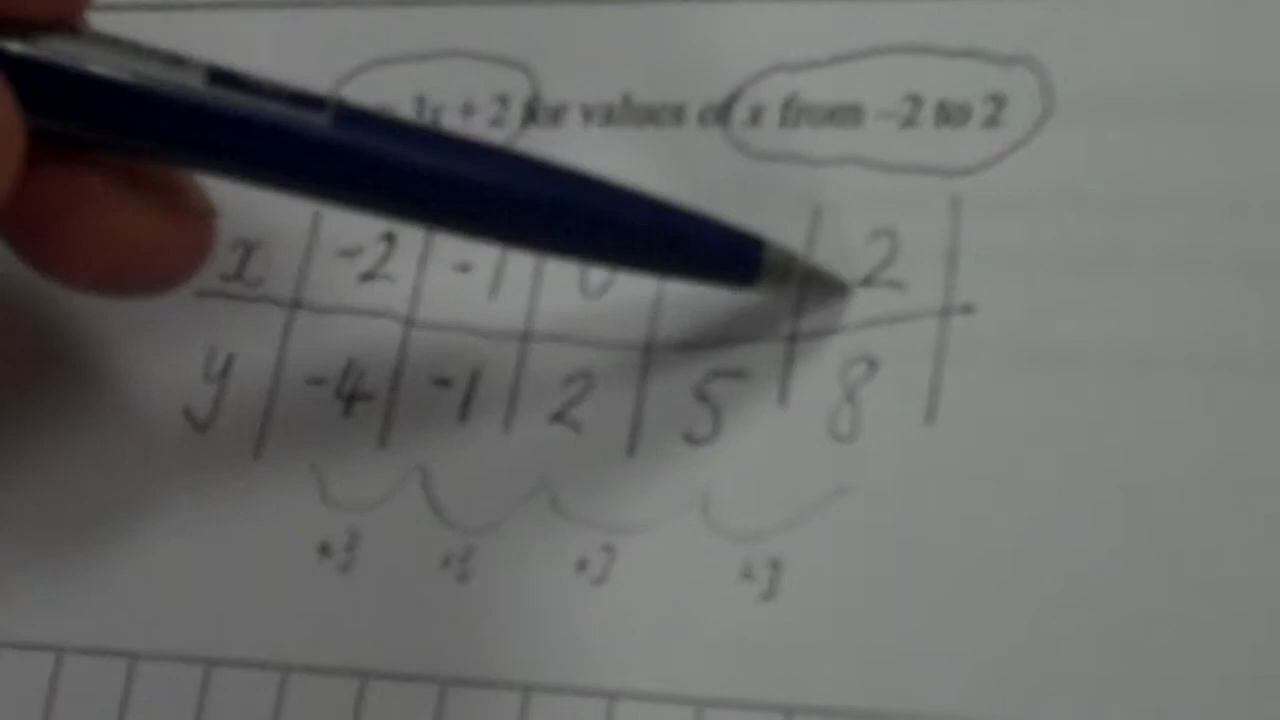 = 3x + 2 for values of x from –2 to 2
x -2 -1 0 2
y -4 -1 2 5 8
+3 +3 +3 +3